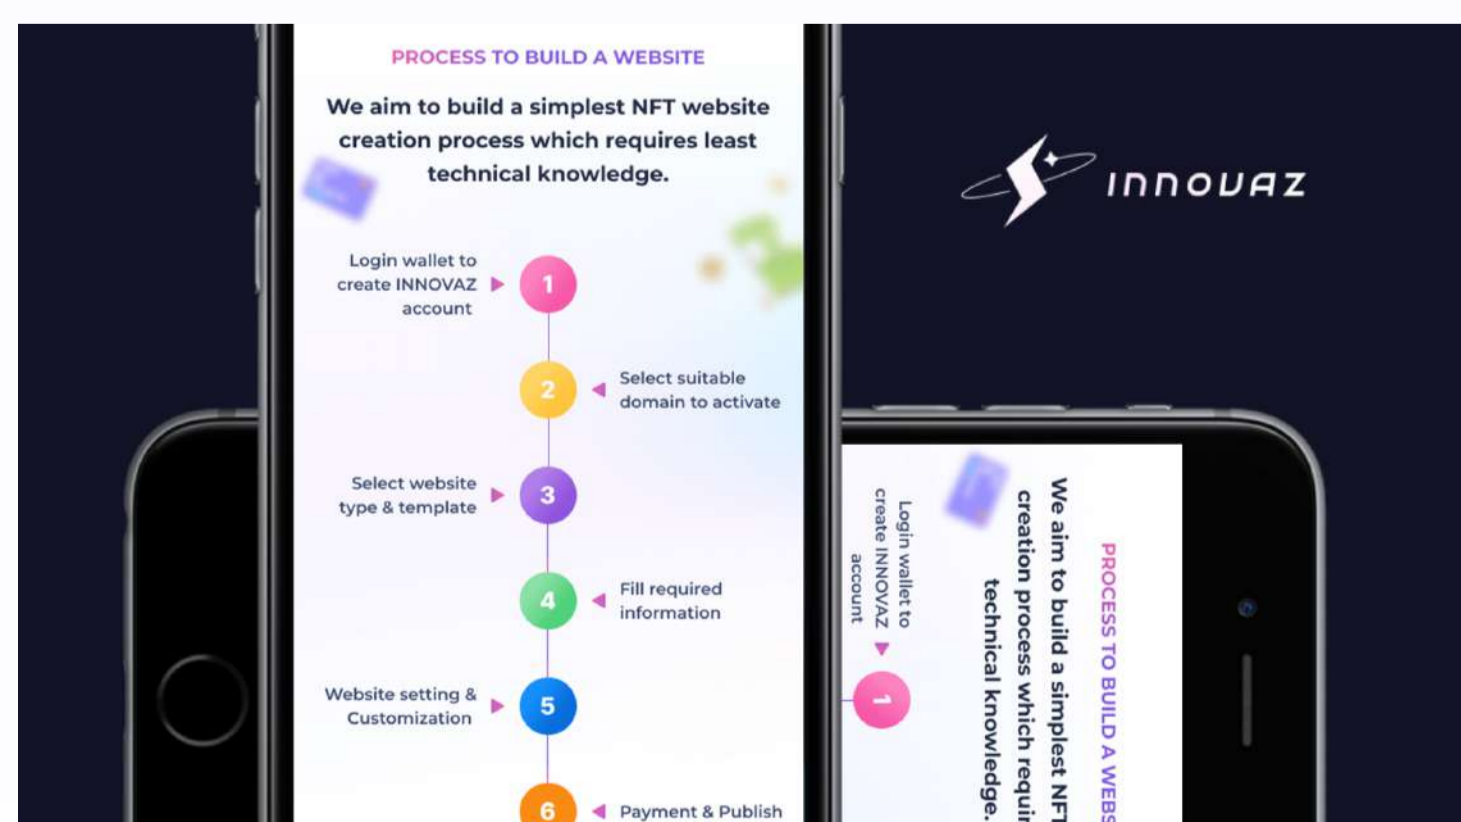 PROCESS TO BUILD A WEBSITE
We aim to build a simplest NFT website
creation process which requires least
technical knowledge.
Login wallet to
create INNOVAZ
account
1
2
Select suitable
domain to activate
Select website
type & template
3
4
Fill required
information
Website setting &
Customization
5
6
Payment & Publish
INNOVAZ
PROCESS TO BUILD A WEBS
We aim to build a simplest NFT
creation process which requir
technical knowledge.
Login wallet to
create INNOVAZ
account
1